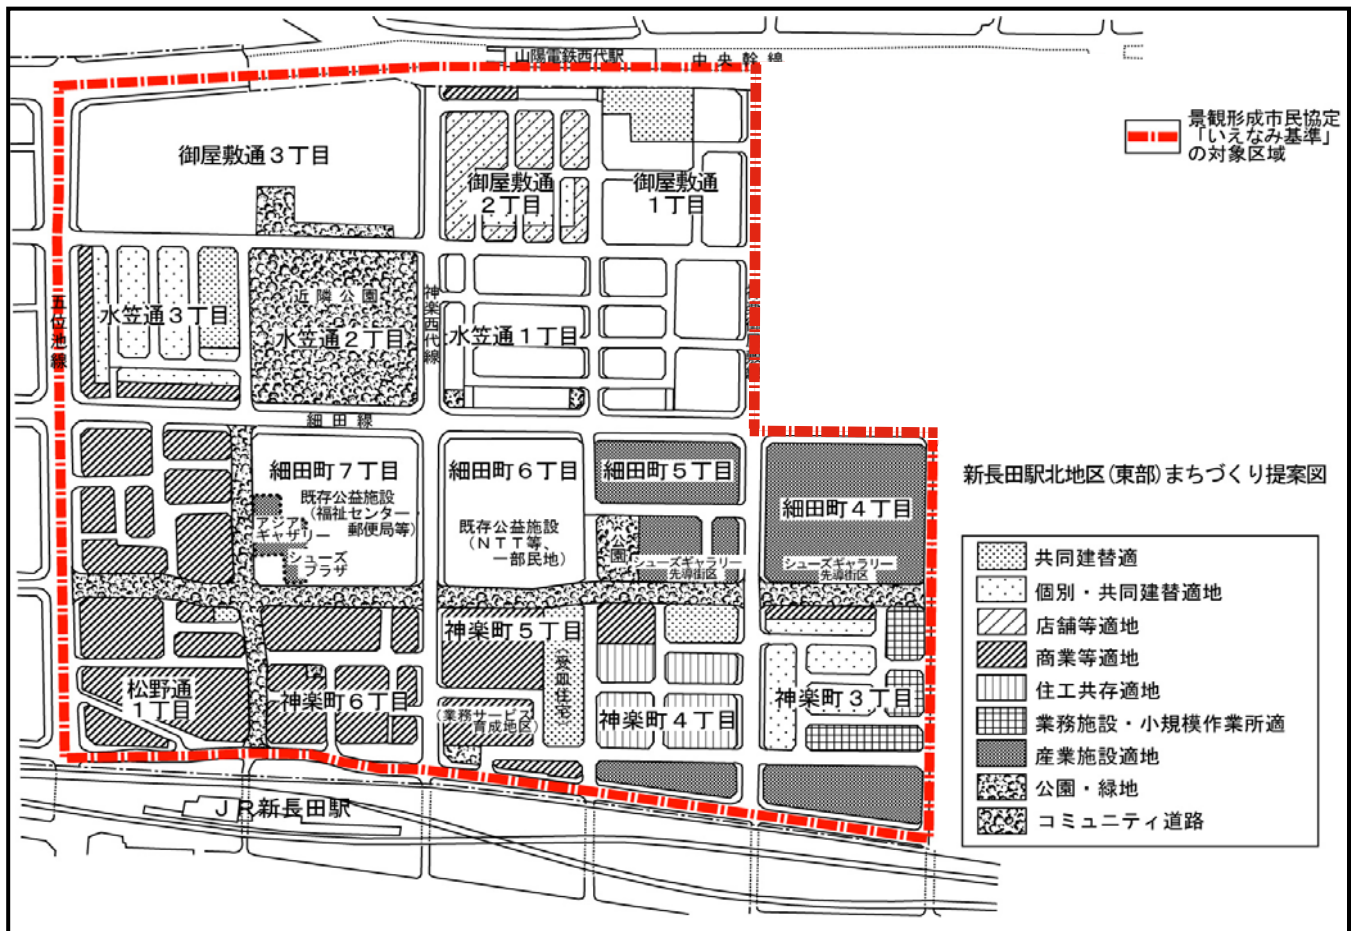 山陽電鉄西代駅
中央幹線
景観形成市民協定
「いえなみ基準」
の対象区域
御屋敷通3丁目
御屋敷通
2丁目
御屋敷通
1丁目
五位池線
水笠通3丁目
近隣公園
水笠通2丁目
神楽西代線
水笠通1丁目
細田線
細田町7丁目
既存公益施設
(福祉センター・
郵便局等)
アジア
ギャザリー
シューズ
プラザ
細田町6丁目
既存公益施設
(NTT等、
一部民地)
細田町5丁目
公園
シューズギャラリー
先導街区
細田町4丁目
シューズギャラリー
先導街区
新長田駅北地区(東部)まちづくり提案図
共同建替適
個別・共同建替適地
店舗等適地
商業等適地
住工共存適地
業務施設・小規模作業所適
産業施設適地
公園・緑地
コミュニティ道路
松野通
1丁目
神楽町6丁目
神楽町5丁目
(受皿住宅)
(業務サービス
育成地区)
神楽町4丁目
神楽町3丁目
JR新長田駅